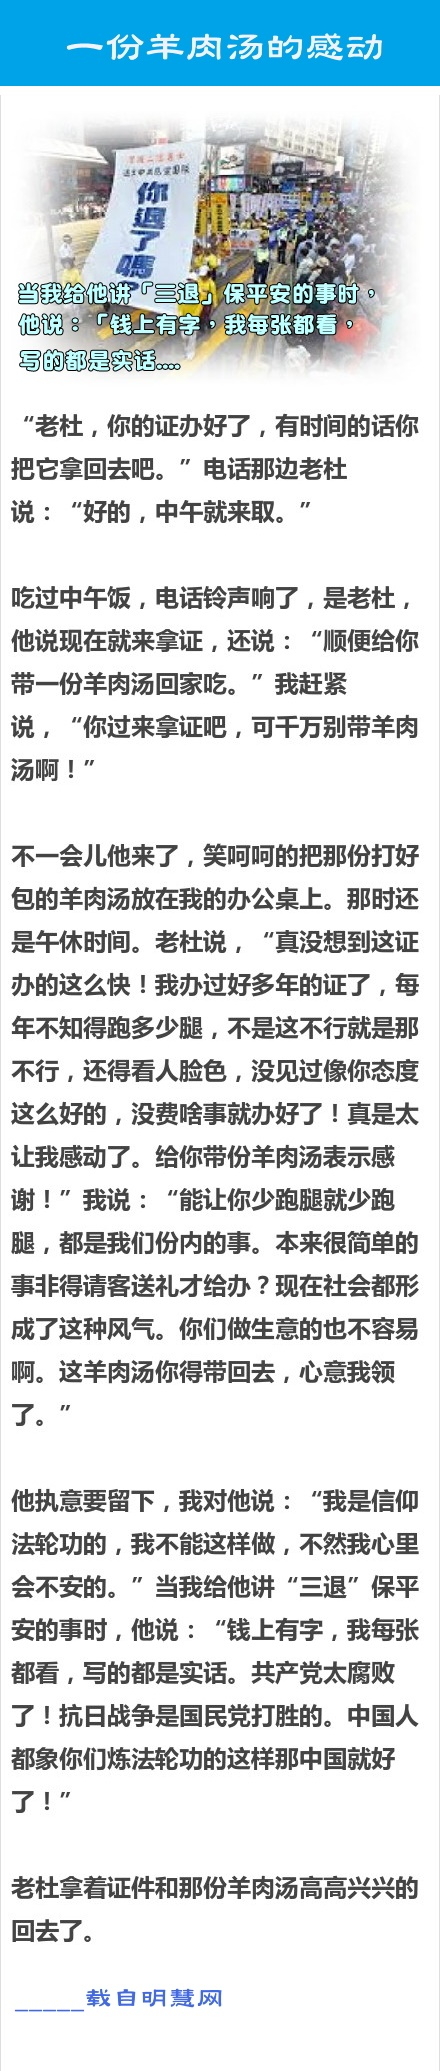 一份羊肉汤的感动
退出中共党团队
你退了嗎
当我给他讲「三退」保平安的事时，
他说：「钱上有字，我每张都看，
写的都是实话....
“老杜，你的证办好了，有时间的话你
把它拿回去吧。”电话那边老杜
说：“好的，中午就来取。”
吃过中午饭，电话铃声响了，是老杜，
他说现在就来拿证，还说：“顺便给你
带一份羊肉汤回家吃。”我赶紧
说，“你过来拿证吧，可千万别带羊肉
汤啊！”
不一会儿他来了，笑呵呵的把那份打好
包的羊肉汤放在我的办公桌上。那时还
是午休时间。老杜说，“真没想到这证
办的这么快！我办过好多年的证了，每
年不知得跑多少腿，不是这不行就是那
不行，还得看人脸色，没见过像你态度
这么好的，没费啥事就办好了！真是太
让我感动了。给你带份羊肉汤表示感
谢！”我说：“能让你少跑腿就少跑
腿，都是我们份内的事。本来很简单的
事非得请客送礼才给办？现在社会都形
成了这种风气。你们做生意的也不容易
啊。这羊肉汤你得带回去，心意我领
了。”
他执意要留下，我对他说：“我是信仰
法轮功的，我不能这样做，不然我心里
会不安的。”当我给他讲“三退”保平
安的事时，他说：“钱上有字，我每张
都看，写的都是实话。共产党太腐败
了！抗日战争是国民党打胜的。中国人
都象你们炼法轮功的这样那中国就好
了！”
老杜拿着证件和那份羊肉汤高高兴兴的
回去了。
_____载自明慧网